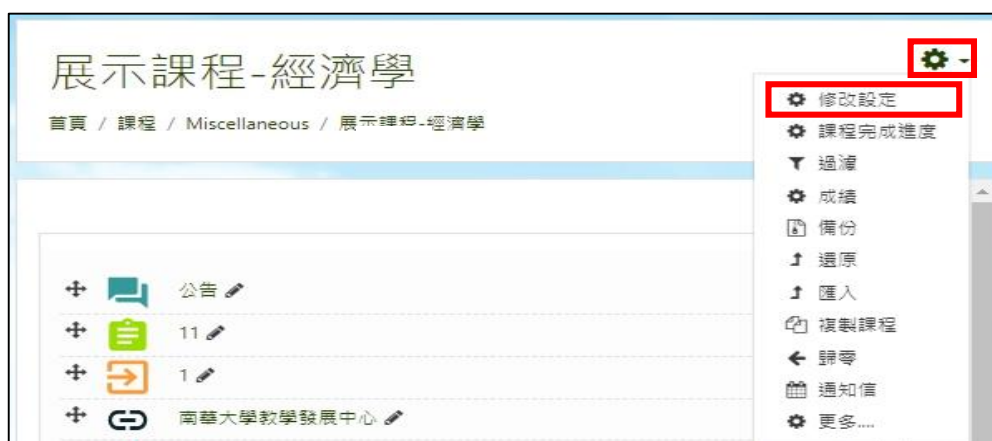 展示課程-經濟學
首頁 / 課程 / Miscellaneous / 展示課程-經濟學
修改設定
課程完成進度
過濾
成績
備份
還原
匯入
複製課程
歸零
通知信
更多....
公告
11
1
南華大學教學發展中心